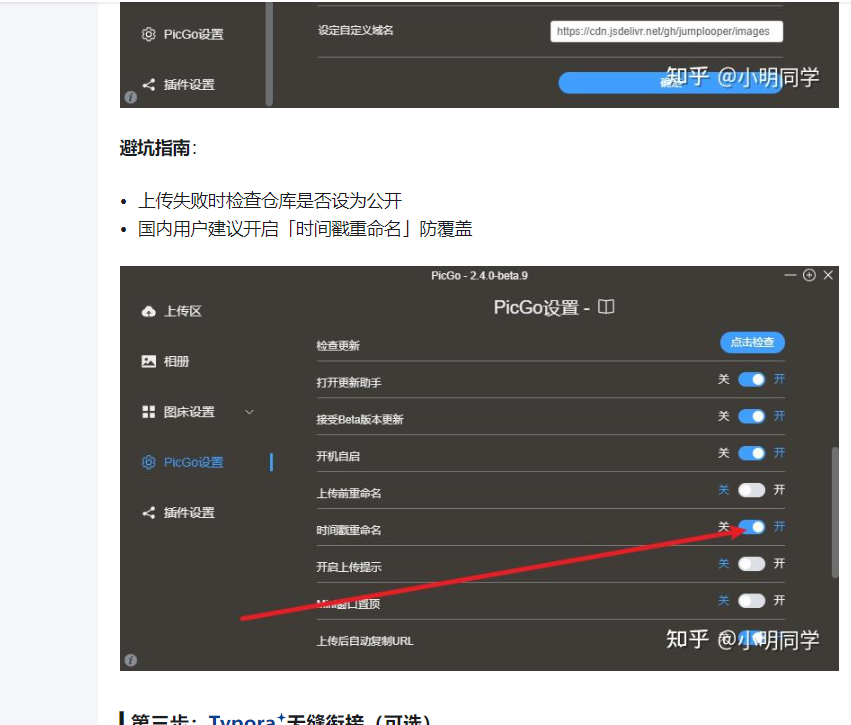 PicGo设置
设定自定义域名
https://cdn.jsdelivr.net/gh/jumplooper/images
插件设置
知乎 @小明同学
避坑指南:
• 上传失败时检查仓库是否设为公开
• 国内用户建议开启「时间戳重命名」防覆盖
PicGo - 2.4.0-beta.9
PicGo设置 -
上传区
相册
图床设置
PicGo设置
插件设置
检查更新
点击检查
打开更新助手
关 开
接受Beta版本更新
关 开
开机自启
关 开
上传前重命名
关 开
时间戳重命名
关 开
开启上传提示
关 开
Mini窗口置顶
关 开
上传后自动复制URL
知乎 @小明同学
第三步：Typora无缝衔接（可选）